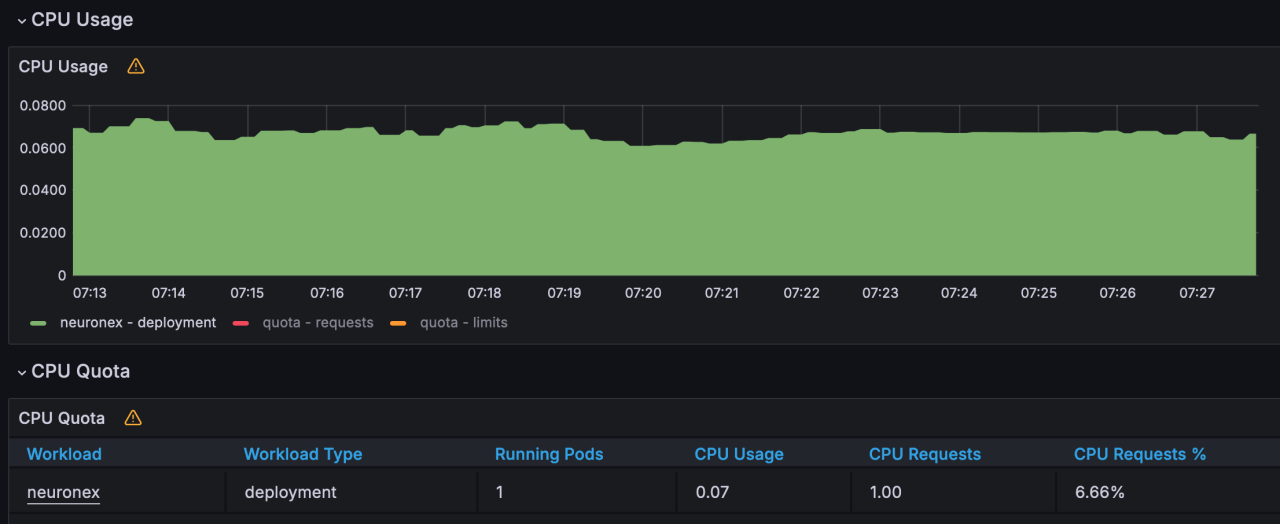 CPU Usage
CPU Usage
0.0800
0.0600
0.0400
0.0200
0
07:13 07:14 07:15 07:16 07:17 07:18 07:19 07:20 07:21 07:22 07:23 07:24 07:25 07:26 07:27
neuronex - deployment quota - requests quota - limits
CPU Quota
CPU Quota
Workload Workload Type Running Pods CPU Usage CPU Requests CPU Requests %
neuronex deployment 1 0.07 1.00 6.66%